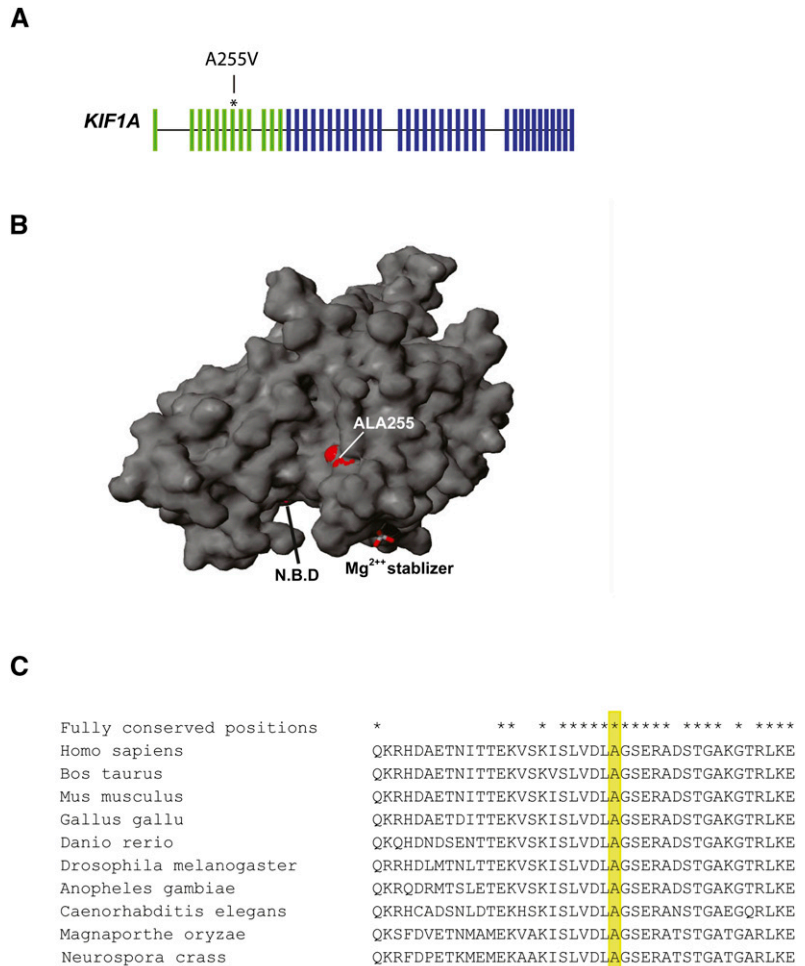 A
A255V
*
KIF1A
B
ALA255
N.B.D
Mg2++ stablizer
C
Fully conserved positions * ** * ************** **** * ****
Homo sapiens QKRHDAETNITTEKVSKISLVDLAGSERADSTGAKGTRLKE
Bos taurus QKRHDAETNITTEKVSKVSLVDLAGSERADSTGAKGTRLKE
Mus musculus QKRHDAETNITTEKVSKISLVDLAGSERADSTGAKGTRLKE
Gallus gallu QKRHDAETDITTEKVSKISLVDLAGSERADSTGAKGTRLKE
Danio rerio QKQHDNDSENTTEKVSKISLVDLAGSERADSTGAKGTRLKE
Drosophila melanogaster QRRHDLMTNLTTEKVSKISLVDLAGSERADSTGAKGTRLKE
Anopheles gambiae QKRQDRMTSLETEKVSKISLVDLAGSERADSTGAKGTRLKE
Caenorhabditis elegans QKRHCADSNLDTEKHSKISLVDLAGSERANSTGAEGQRLKE
Magnaporthe oryzae QKSFDVETNMAMEKVAKISLVDLAGSERATSTGATGARLKE
Neurospora crass QKRFDPETKMEMEKAAKISLVDLAGSERATSTGATGARLKE